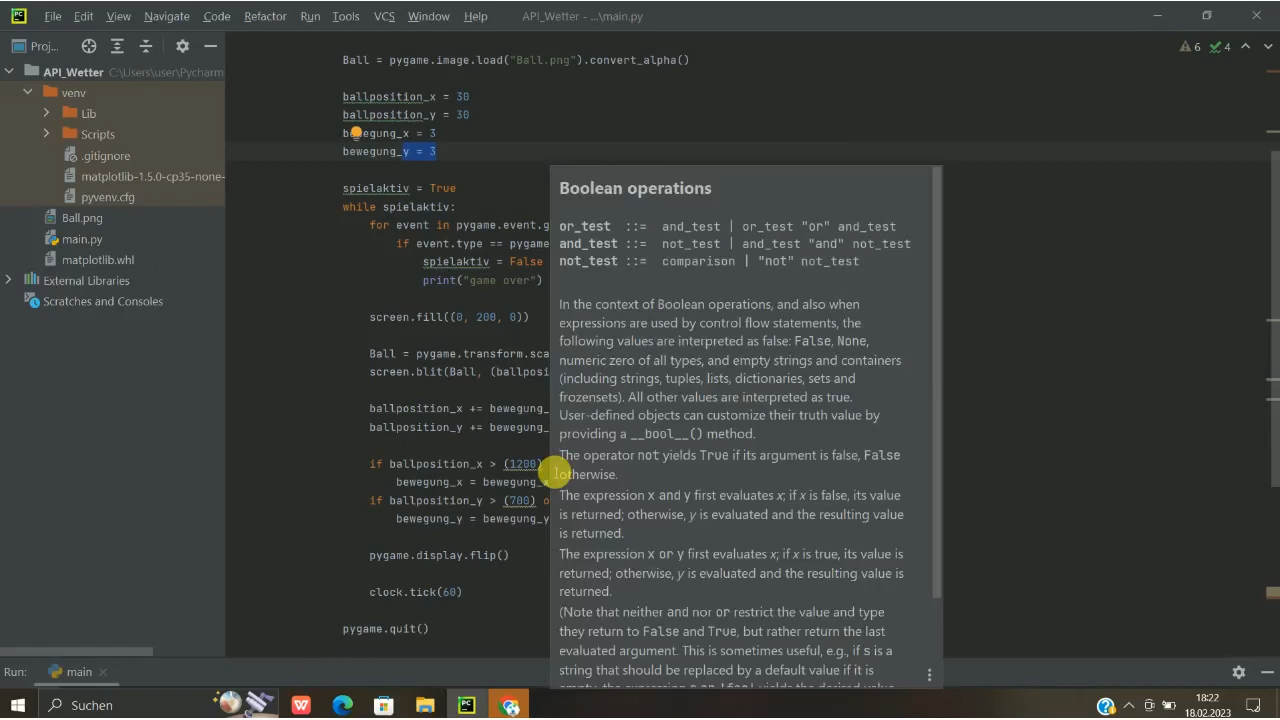 File Edit View Navigate Code Refactor Run Tools VCS Window Help API_Wetter - ...\main.py
Proj...
6 4
API_Wetter C:\Users\user\Pycharm
venv
Lib
Scripts
.gitignore
matplotlib-1.5.0-cp35-none-
pyvenv.cfg
Ball.png
main.py
matplotlib.whl
External Libraries
Scratches and Consoles
Ball = pygame.image.load("Ball.png").convert_alpha()
ballposition_x = 30
ballposition_y = 30
bewegung_x = 3
bewegung_y = 3
spielaktiv = True
while spielaktiv:
for event in pygame.event.g
if event.type == pygame
spielaktiv = False
print("game over")
screen.fill((0, 200, 0))
Ball = pygame.transform.sca
screen.blit(Ball, (ballpos
ballposition_x += bewegung_
ballposition_y += bewegung_
if ballposition_x > (1200)
bewegung_x = bewegung_x
if ballposition_y > (700) o
bewegung_y = bewegung_y
pygame.display.flip()
clock.tick(60)
pygame.quit()
Boolean operations
or_test ::= and_test | or_test "or" and_test
and_test ::= not_test | and_test "and" not_test
not_test ::= comparison | "not" not_test
In the context of Boolean operations, and also when
expressions are used by control flow statements, the
following values are interpreted as false: False, None,
numeric zero of all types, and empty strings and containers
(including strings, tuples, lists, dictionaries, sets and
frozensets). All other values are interpreted as true.
User-defined objects can customize their truth value by
providing a __bool__() method.
The operator not yields True if its argument is false, False
otherwise.
The expression x and y first evaluates x; if x is false, its value
is returned; otherwise, y is evaluated and the resulting value
is returned.
The expression x or y first evaluates x; if x is true, its value is
returned; otherwise, y is evaluated and the resulting value is
returned.
(Note that neither and nor or restrict the value and type
they return to False and True, but rather return the last
evaluated argument. This is sometimes useful, e.g., if s is a
string that should be replaced by a default value if it is
Run: main
Suchen
18:22
18.02.2023